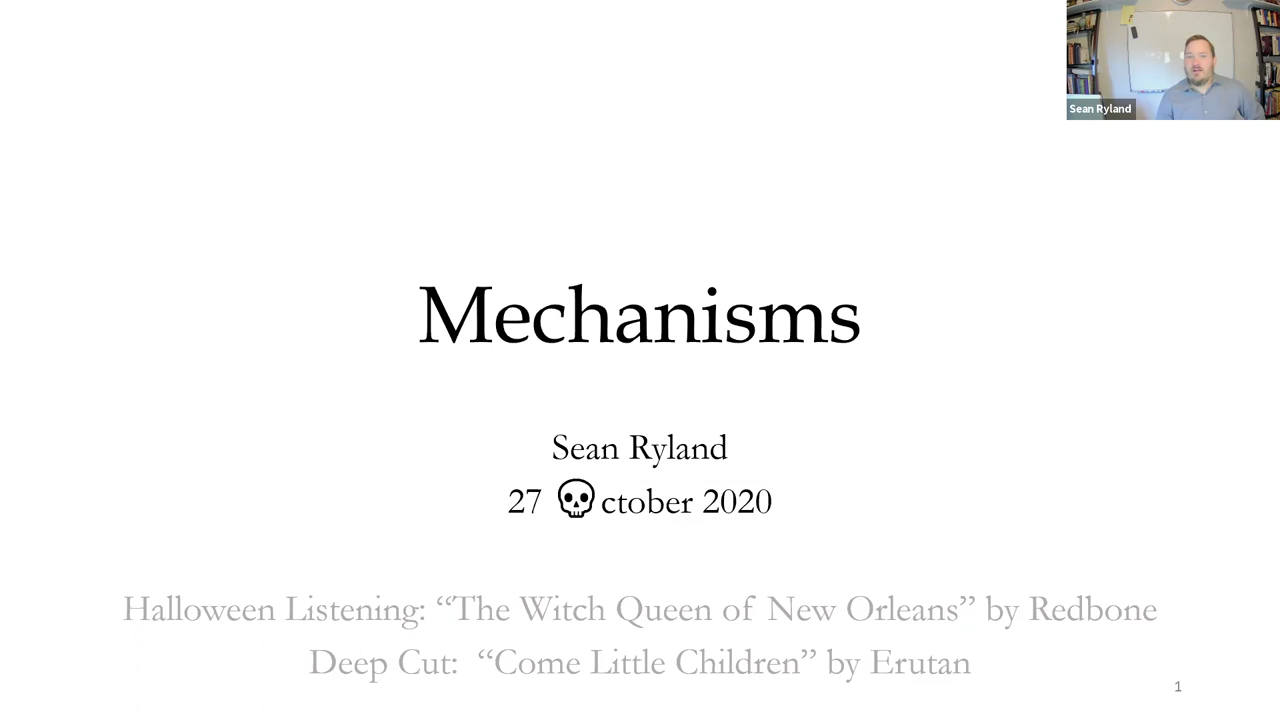 Sean Ryland
Mechanisms
Sean Ryland
27 💀ctober 2020
Halloween Listening: “The Witch Queen of New Orleans” by Redbone
Deep Cut: “Come Little Children” by Erutan
1